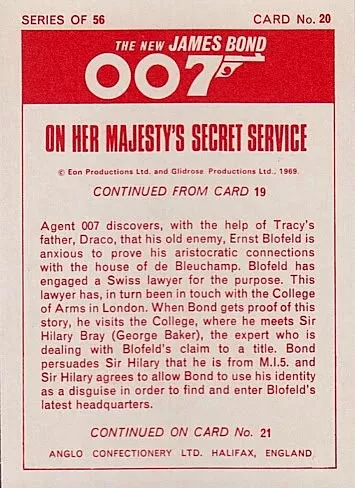 SERIES OF 56 CARD No. 20
THE NEW JAMES BOND
007
ON HER MAJESTY'S SECRET SERVICE
© Eon Productions Ltd. and Glidrose Productions Ltd., 1969.
CONTINUED FROM CARD 19
Agent 007 discovers, with the help of Tracy's
father, Draco, that his old enemy, Ernst Blofeld is
anxious to prove his aristocratic connections
with the house of de Bleuchamp. Blofeld has
engaged a Swiss lawyer for the purpose. This
lawyer has, in turn been in touch with the College
of Arms in London. When Bond gets proof of this
story, he visits the College, where he meets Sir
Hilary Bray (George Baker), the expert who is
dealing with Blofeld's claim to a title. Bond
persuades Sir Hilary that he is from M.I.5. and
Sir Hilary agrees to allow Bond to use his identity
as a disguise in order to find and enter Blofeld's
latest headquarters.
CONTINUED ON CARD No. 21
ANGLO CONFECTIONERY LTD. HALIFAX, ENGLAND